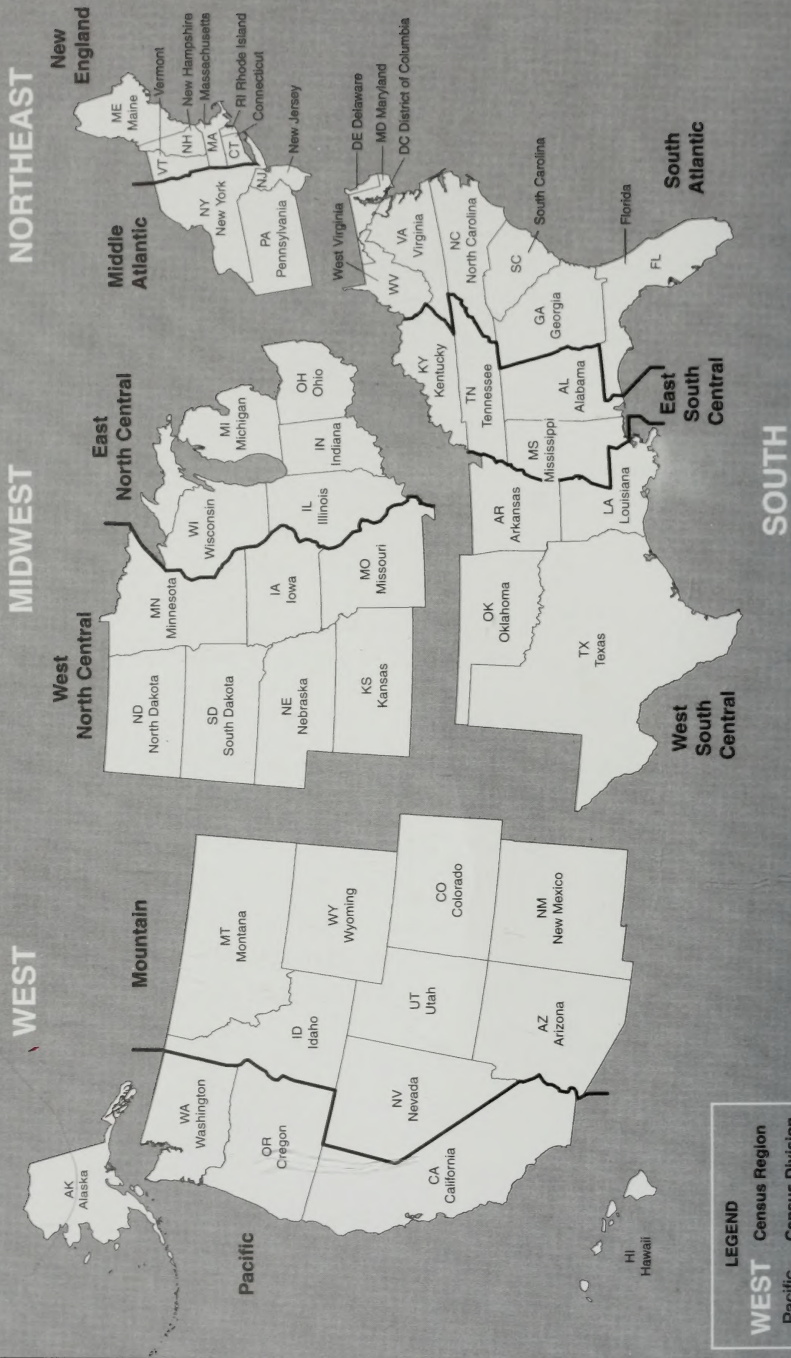 WEST
MIDWEST
NORTHEAST
Pacific
Mountain
AK
Alaska
WA
Washington
OR
Oregon
CA
California
HI
Hawaii
MT
Montana
ID
Idaho
WY
Wyoming
NV
Nevada
UT
Utah
CO
Colorado
AZ
Arizona
NM
New Mexico
West
North Central
East
North Central
ND
North Dakota
SD
South Dakota
NE
Nebraska
KS
Kansas
MN
Minnesota
IA
Iowa
MO
Missouri
WI
Wisconsin
IL
Illinois
MI
Michigan
IN
Indiana
OH
Ohio
Middle
Atlantic
New
England
ME
Maine
Vermont
New Hampshire
Massachusetts
RI Rhode Island
Connecticut
New Jersey
VT
NH
MA
CT
NJ
NY
New York
PA
Pennsylvania
DE Delaware
MD Maryland
DC District of Columbia
West Virginia
WV
VA
Virginia
NC
North Carolina
South Carolina
SC
GA
Georgia
Florida
FL
South
Atlantic
KY
Kentucky
TN
Tennessee
MS
Mississippi
AL
Alabama
East
South
Central
OK
Oklahoma
AR
Arkansas
TX
Texas
LA
Louisiana
West
South
Central
SOUTH
LEGEND
WEST Census Region
Pacific Census Division